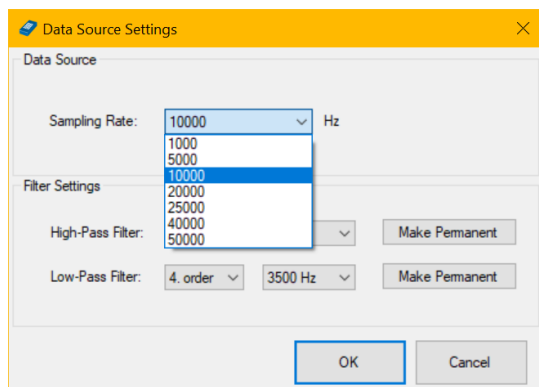 Data Source Settings
Data Source
Sampling Rate: 10000 Hz
1000
5000
10000
20000
25000
40000
50000
Filter Settings
High-Pass Filter: Make Permanent
Low-Pass Filter: 4. order 3500 Hz Make Permanent
OK Cancel